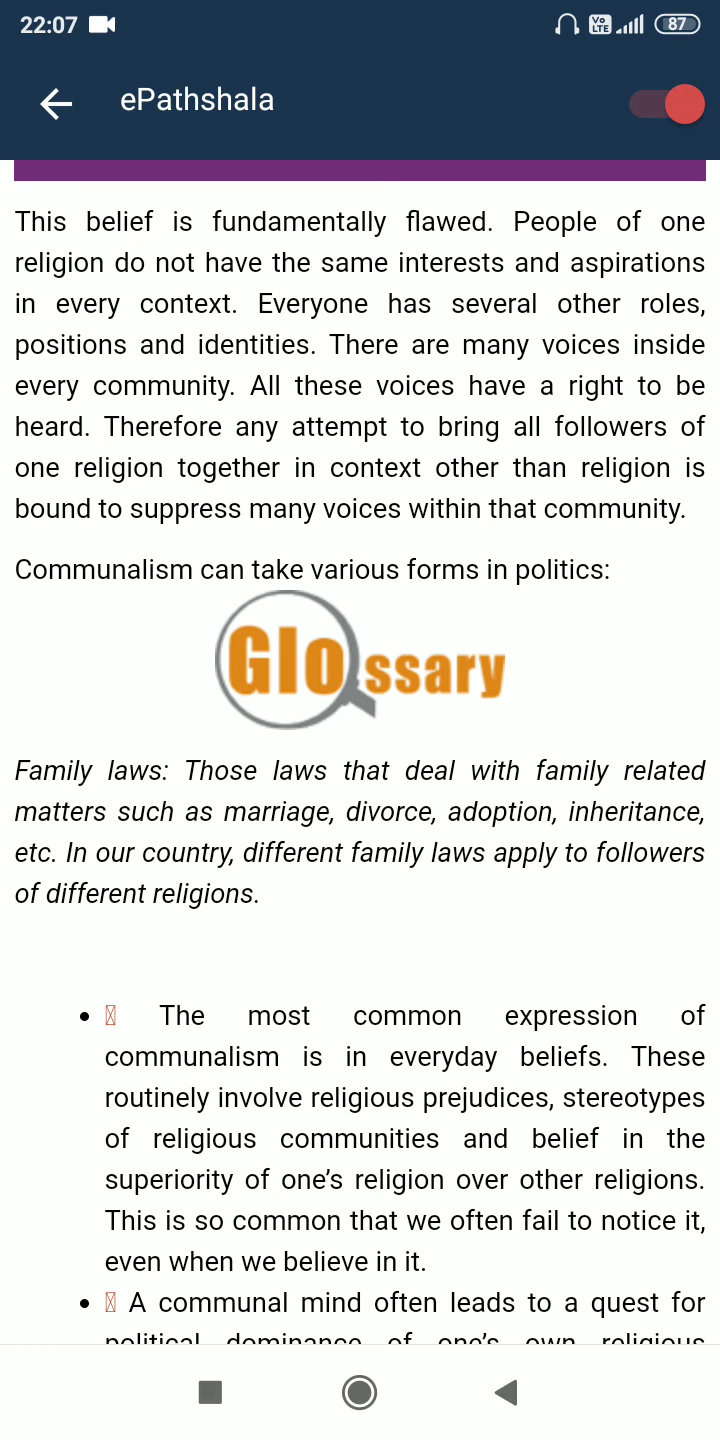 22:07
Vo LTE 87
ePathshala
This belief is fundamentally flawed. People of one
religion do not have the same interests and aspirations
in every context. Everyone has several other roles,
positions and identities. There are many voices inside
every community. All these voices have a right to be
heard. Therefore any attempt to bring all followers of
one religion together in context other than religion is
bound to suppress many voices within that community.
Communalism can take various forms in politics:
Glossary
Family laws: Those laws that deal with family related
matters such as marriage, divorce, adoption, inheritance,
etc. In our country, different family laws apply to followers
of different religions.
• The most common expression of
communalism is in everyday beliefs. These
routinely involve religious prejudices, stereotypes
of religious communities and belief in the
superiority of one’s religion over other religions.
This is so common that we often fail to notice it,
even when we believe in it.
• A communal mind often leads to a quest for
political dominance of one’s own religious